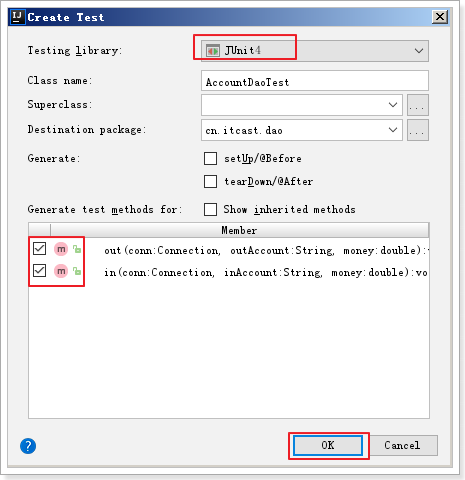 Create Test
Testing library: JUnit4
Class name: AccountDaoTest
Superclass: ...
Destination package: cn.itcast.dao ...
Generate: setUp/@Before
tearDown/@After
Generate test methods for: Show inherited methods
Member
m out(conn:Connection, outAccount:String, money:double):v
m in(conn:Connection, inAccount:String, money:double):vo
? OK Cancel